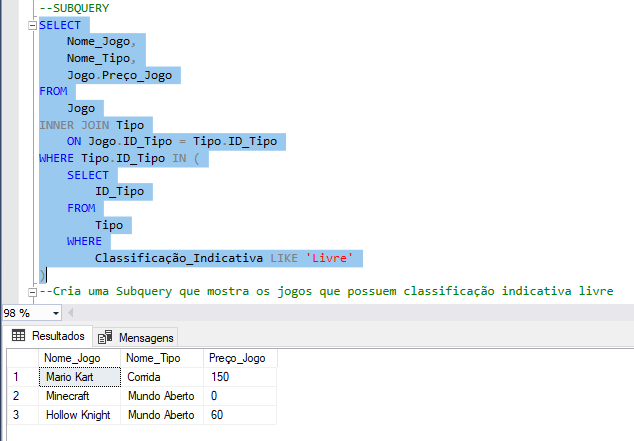 --SUBQUERY
SELECT
Nome_Jogo,
Nome_Tipo,
Jogo.Preço_Jogo
FROM
Jogo
INNER JOIN Tipo
ON Jogo.ID_Tipo = Tipo.ID_Tipo
WHERE Tipo.ID_Tipo IN (
SELECT
ID_Tipo
FROM
Tipo
WHERE
Classificação_Indicativa LIKE 'Livre'
)
--Cria uma Subquery que mostra os jogos que possuem classificação indicativa livre
98 %
Resultados Mensagens
Nome_Jogo Nome_Tipo Preço_Jogo
1 Mario Kart Corrida 150
2 Minecraft Mundo Aberto 0
3 Hollow Knight Mundo Aberto 60